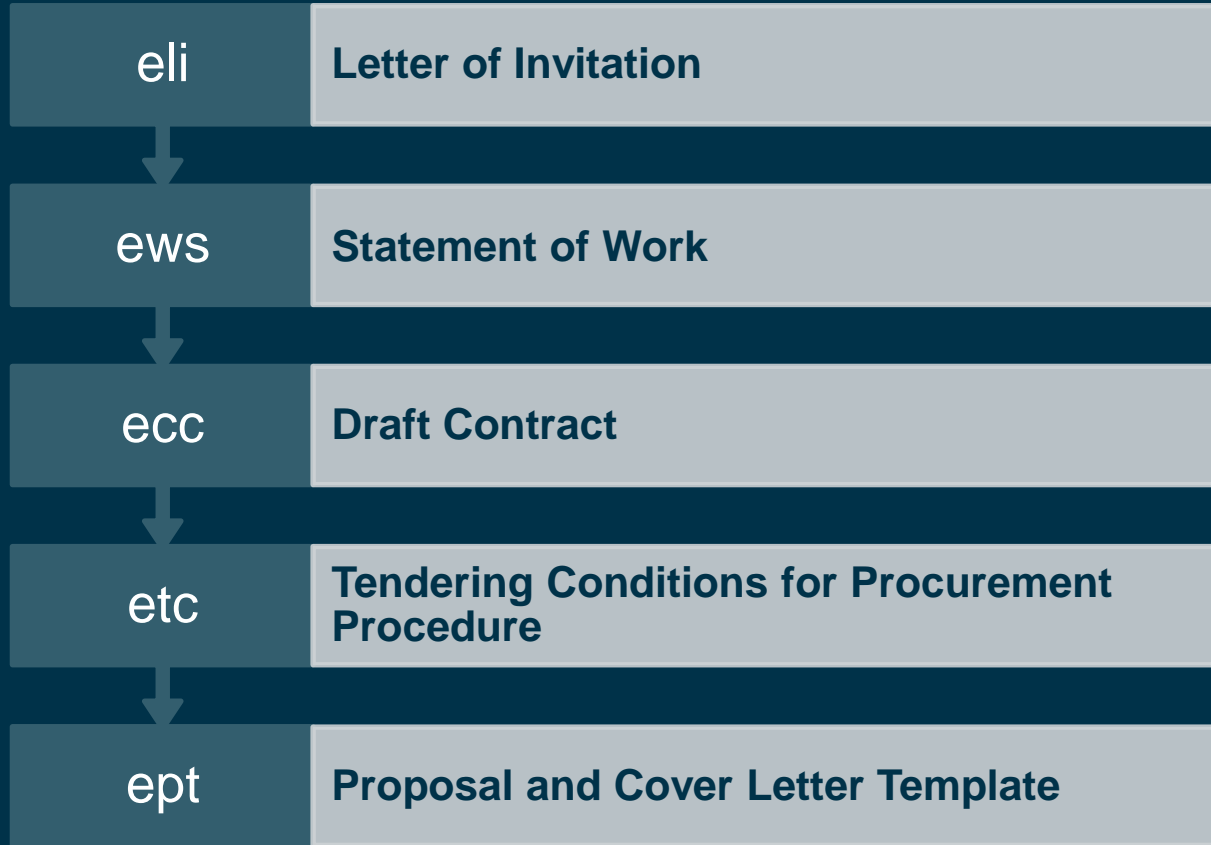 eli
Letter of Invitation
ews
Statement of Work
ecc
Draft Contract
etc
Tendering Conditions for Procurement
Procedure
ept
Proposal and Cover Letter Template